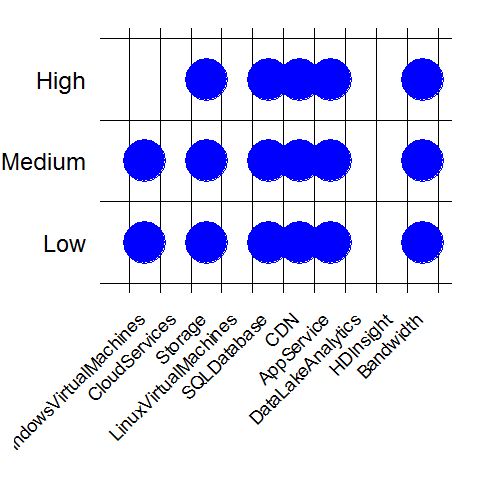 High
Medium
Low
ndowsVirtualMachines
CloudServices
Storage
LinuxVirtualMachines
SQLDatabase
CDN
AppService
DataLakeAnalytics
HDInsight
Bandwidth